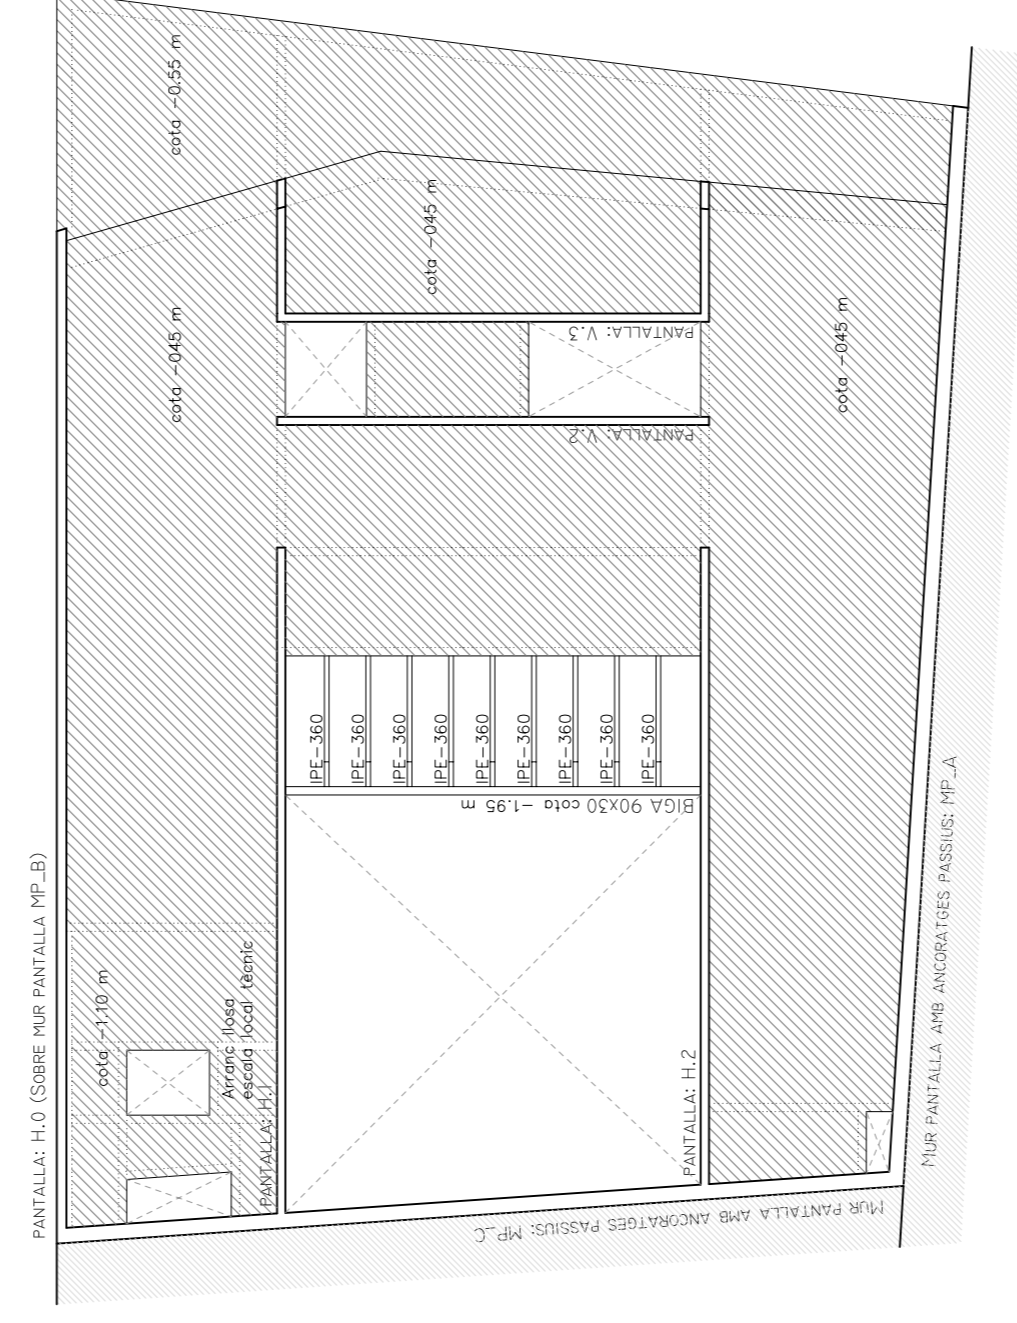 cota -0.55 m
cota -045 m
cota -045 m
cota -045 m
PANTALLA: V.3
PANTALLA: V.2
IPE-360
IPE-360
IPE-360
IPE-360
IPE-360
IPE-360
IPE-360
IPE-360
IPE-360
BIGA 90x30 cota -1.95 m
PANTALLA: H.0 (SOBRE MUR PANTALLA MP_B)
cota -1.10 m
Arranc llosa
escala local tècnic
PANTALLA: H.1
PANTALLA: H.2
MUR PANTALLA AMB ANCORATGES PASSIUS: MP_A
MUR PANTALLA AMB ANCORATGES PASSIUS: MP_C